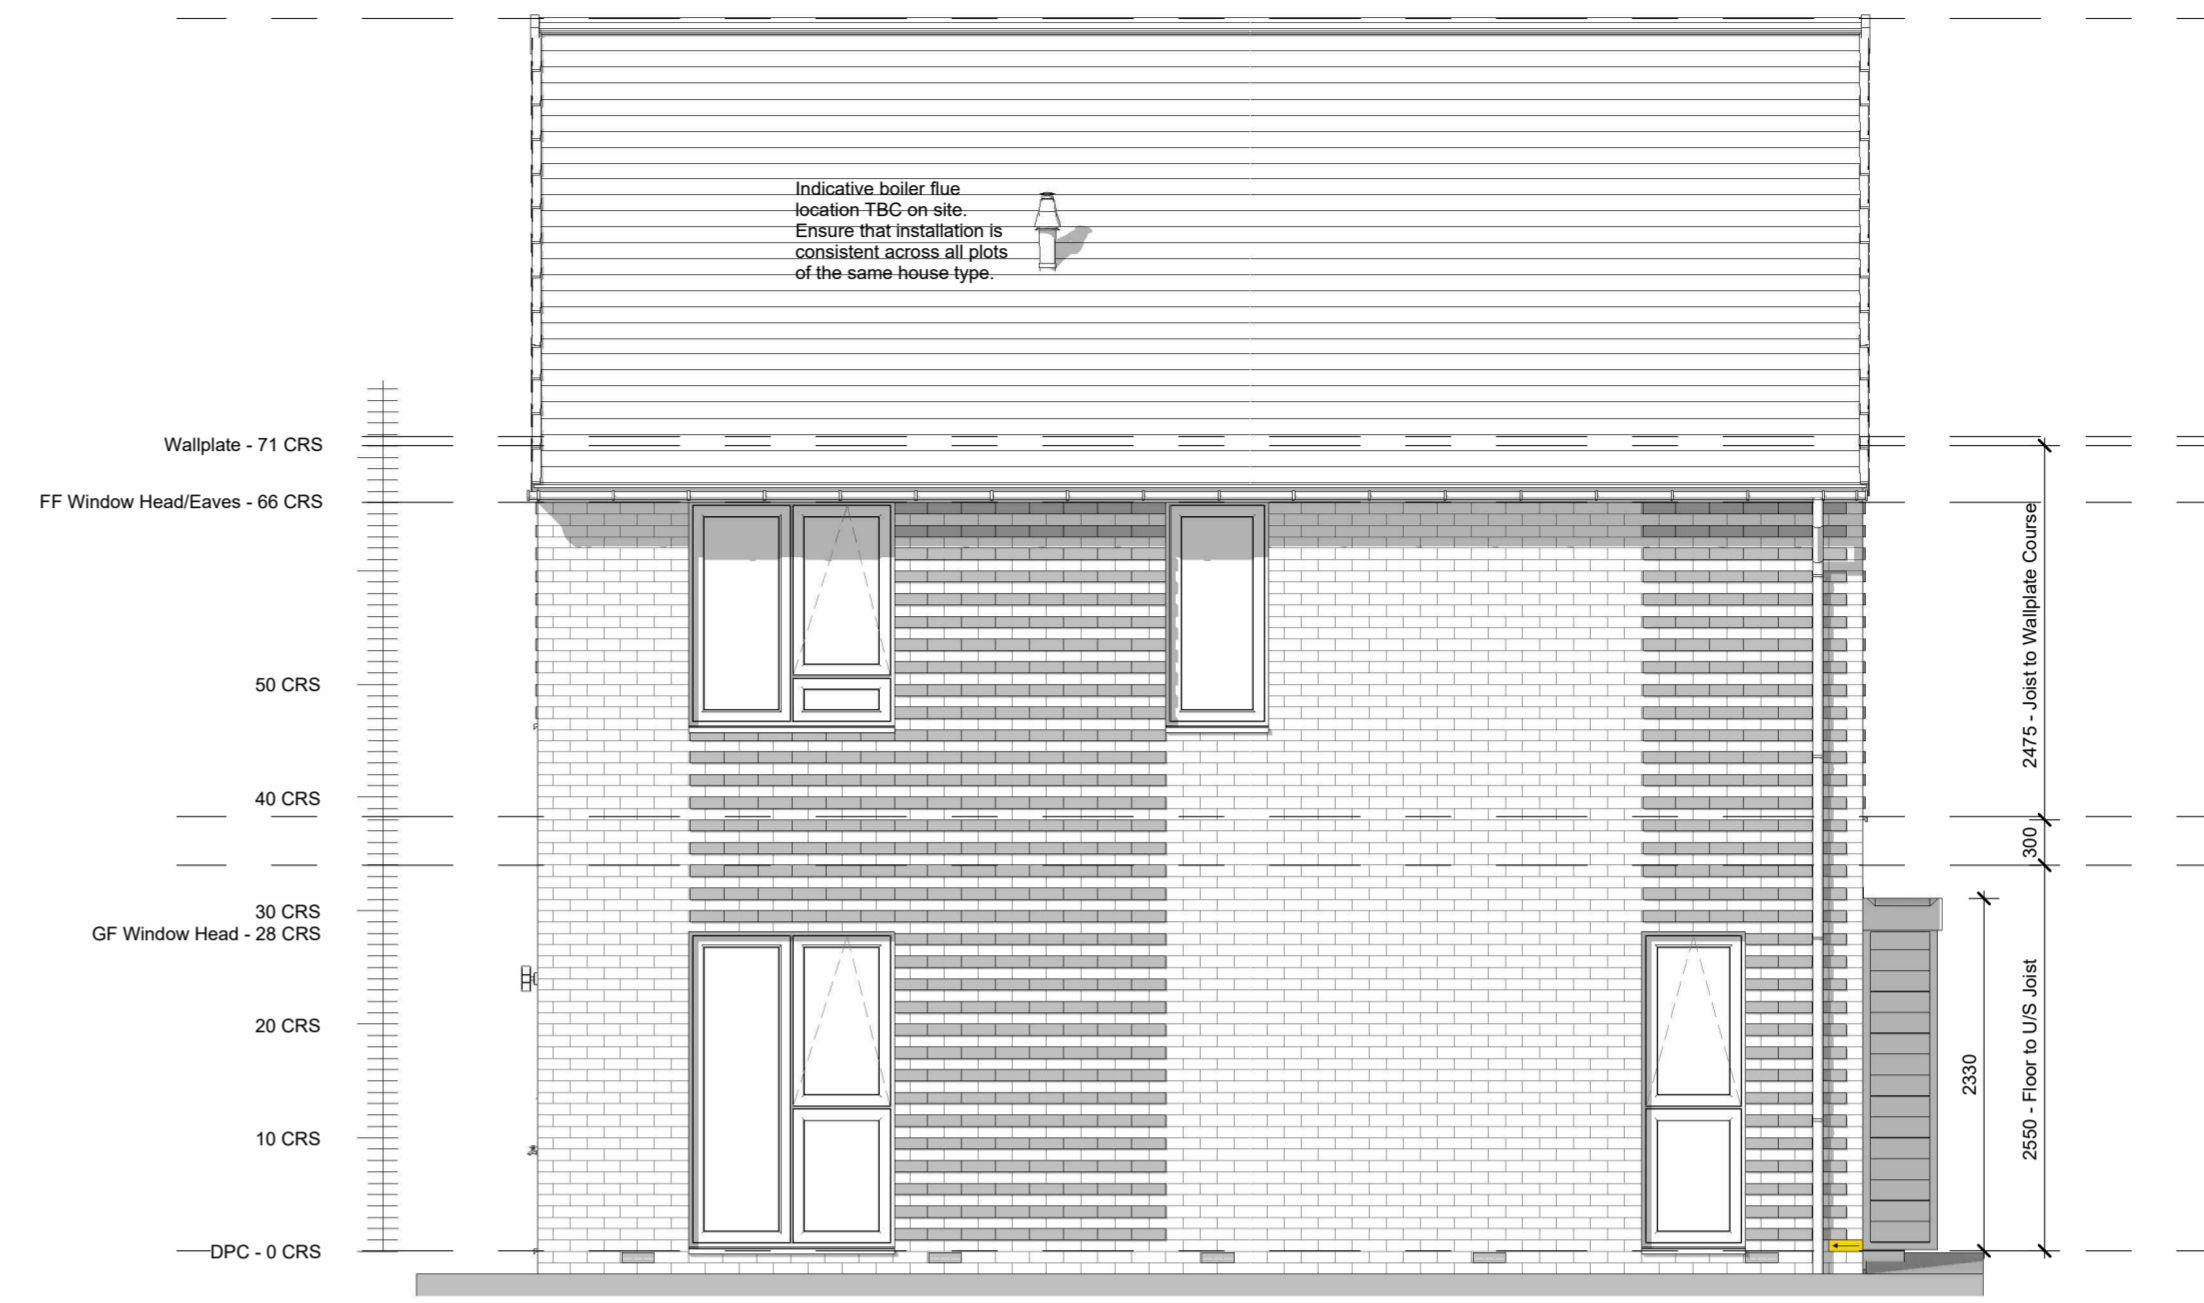 Indicative boiler flue
location TBC on site.
Ensure that installation is
consistent across all plots
of the same house type.
Wallplate - 71 CRS
FF Window Head/Eaves - 66 CRS
50 CRS
40 CRS
30 CRS
GF Window Head - 28 CRS
20 CRS
10 CRS
DPC - 0 CRS
2475 - Joist to Wallplate Course
300
2550 - Floor to U/S Joist
2330